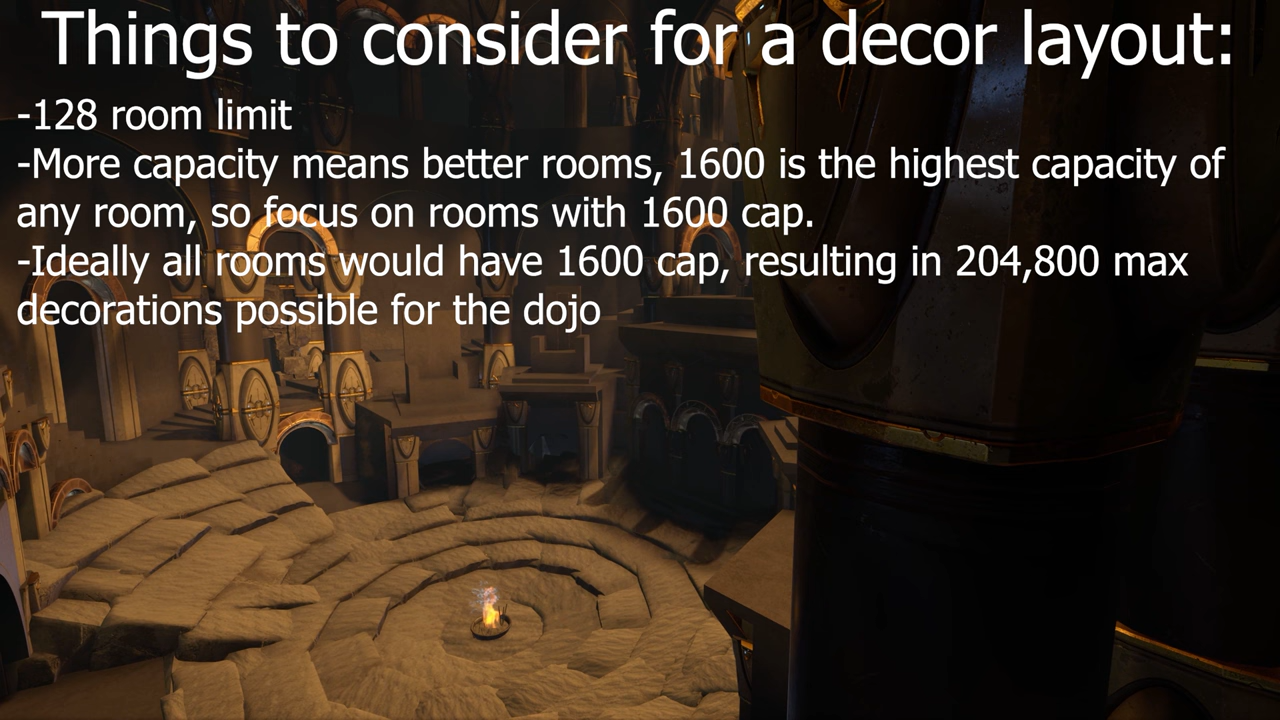 Things to consider for a decor layout:
-128 room limit
-More capacity means better rooms, 1600 is the highest capacity of
any room, so focus on rooms with 1600 cap.
-Ideally all rooms would have 1600 cap, resulting in 204,800 max
decorations possible for the dojo